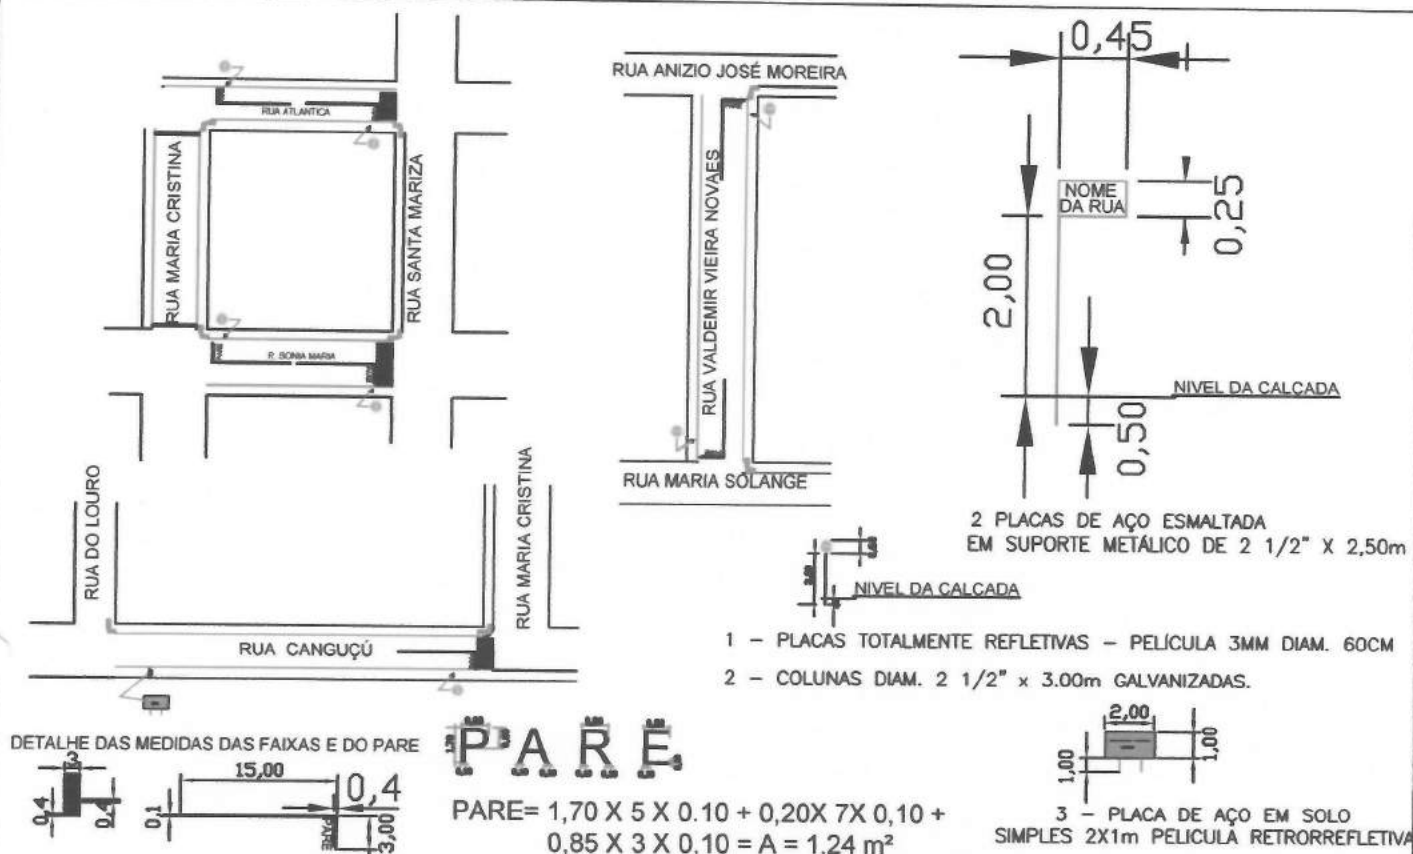 RUA ATLANTICA
RUA MARIA CRISTINA
RUA SANTA MARIZA
R. SONIA MARIA
RUA ANIZIO JOSÉ MOREIRA
RUA VALDEMIR VIEIRA NOVAES
RUA MARIA SOLANGE
0,45
NOME
DA RUA
0,25
2,00
NIVEL DA CALÇADA
0,50
2 PLACAS DE AÇO ESMALTADA
EM SUPORTE METÁLICO DE 2 1/2" X 2,50m
RUA DO LOURO
RUA MARIA CRISTINA
RUA CANGUÇÚ
NIVEL DA CALÇADA
1 - PLACAS TOTALMENTE REFLETIVAS - PELÍCULA 3MM DIAM. 60CM
2 - COLUNAS DIAM. 2 1/2" x 3.00m GALVANIZADAS.
DETALHE DAS MEDIDAS DAS FAIXAS E DO PARE
3
0,4
0,4
15,00
0,4
0,1
PARE
3,00
PARE
PARE= 1,70 X 5 X 0.10 + 0,20X 7X 0,10 +
0,85 X 3 X 0,10 = A = 1,24 m²
2,00
1,00
1,00
3 - PLACA DE AÇO EM SOLO
SIMPLES 2X1m PELICULA RETRORREFLETIVA